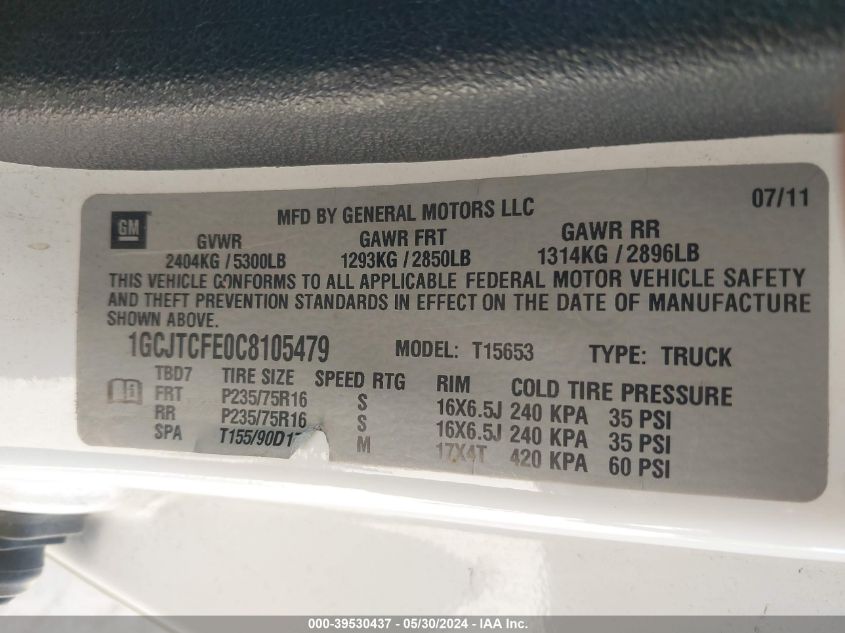 07/11
MFD BY GENERAL MOTORS LLC
GM
GVWR GAWR FRT GAWR RR
2404KG / 5300LB 1293KG / 2850LB 1314KG / 2896LB
THIS VEHICLE CONFORMS TO ALL APPLICABLE FEDERAL MOTOR VEHICLE SAFETY
AND THEFT PREVENTION STANDARDS IN EFFECT ON THE DATE OF MANUFACTURE
SHOWN ABOVE.
1GCJTCFE0C8105479 MODEL: T15653 TYPE: TRUCK
TBD7 TIRE SIZE SPEED RTG RIM COLD TIRE PRESSURE
FRT P235/75R16 S 16X6.5J 240 KPA 35 PSI
RR P235/75R16 S 16X6.5J 240 KPA 35 PSI
SPA M 17X4T 420 KPA 60 PSI
000-39530437 - 05/30/2024 - IAA Inc.